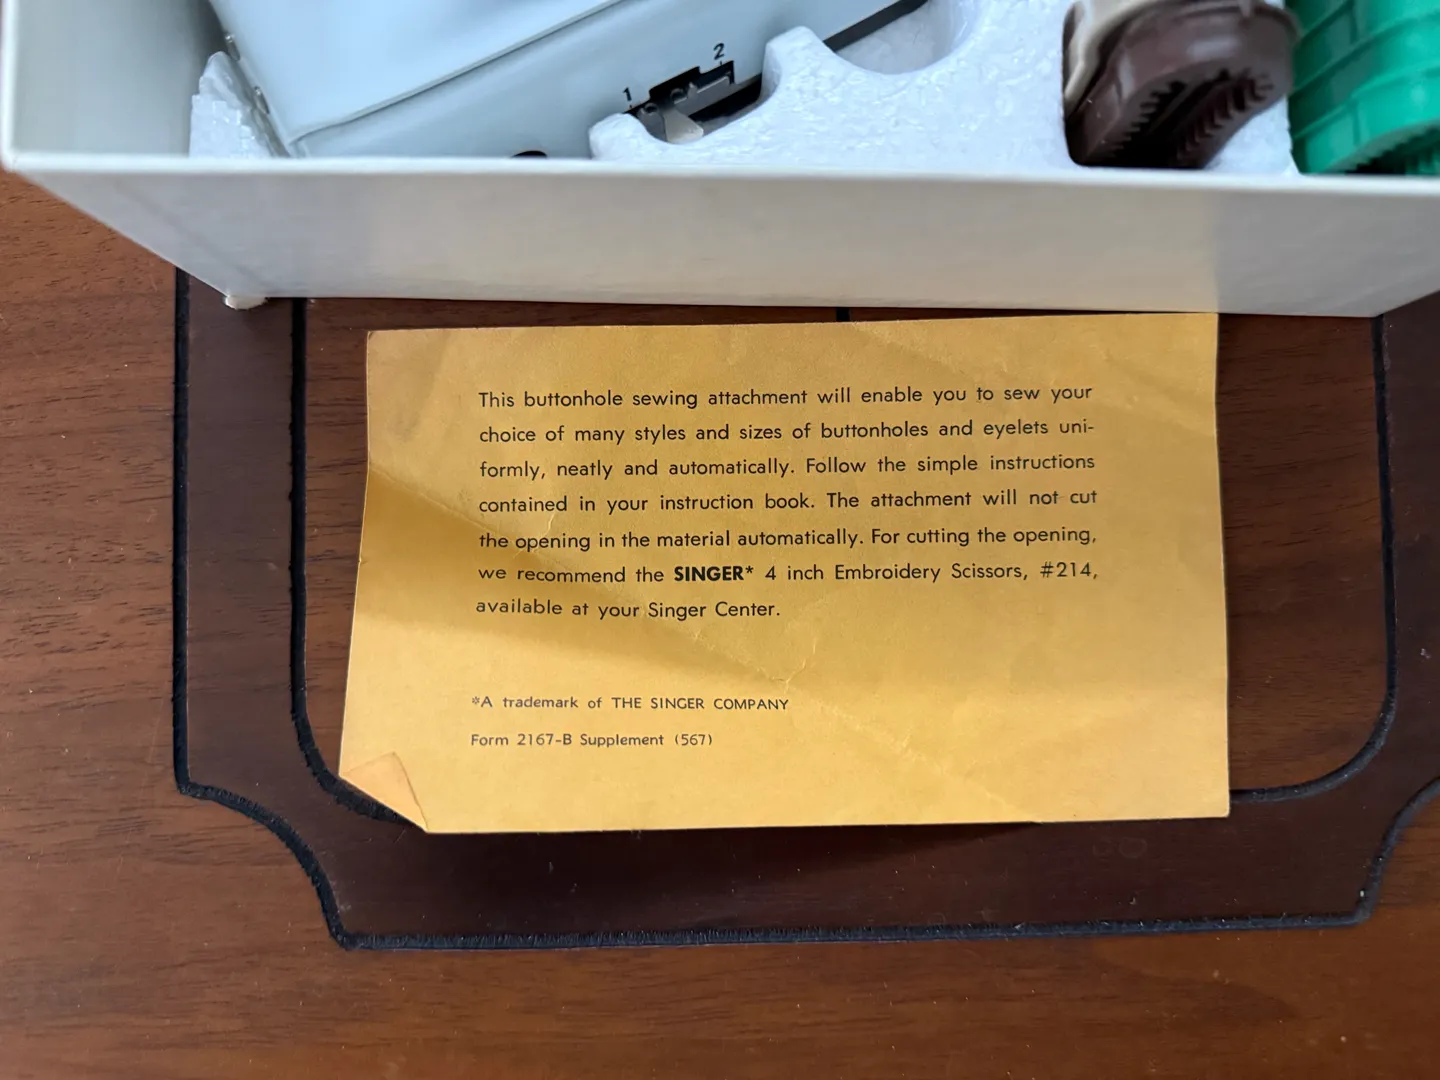 1 2
This buttonhole sewing attachment will enable you to sew your
choice of many styles and sizes of buttonholes and eyelets uni-
formly, neatly and automatically. Follow the simple instructions
contained in your instruction book. The attachment will not cut
the opening in the material automatically. For cutting the opening,
we recommend the SINGER* 4 inch Embroidery Scissors, #214,
available at your Singer Center.
*A trademark of THE SINGER COMPANY
Form 2167-B Supplement (567)